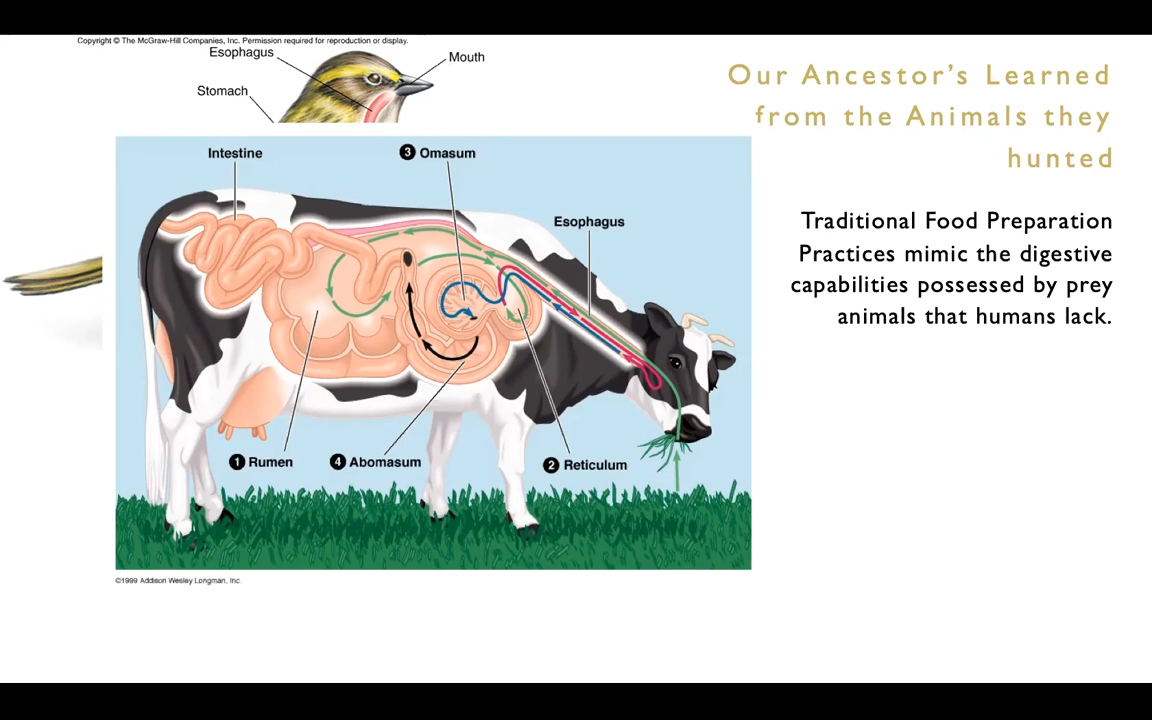 Copyright © The McGraw-Hill Companies, Inc. Permission required for reproduction or display.
Esophagus
Mouth
Stomach
Our Ancestor's Learned
from the Animals they
hunted
Intestine
3 Omasum
Esophagus
Traditional Food Preparation
Practices mimic the digestive
capabilities possessed by prey
animals that humans lack.
1 Rumen
4 Abomasum
2 Reticulum
©1999 Addison Wesley Longman, Inc.